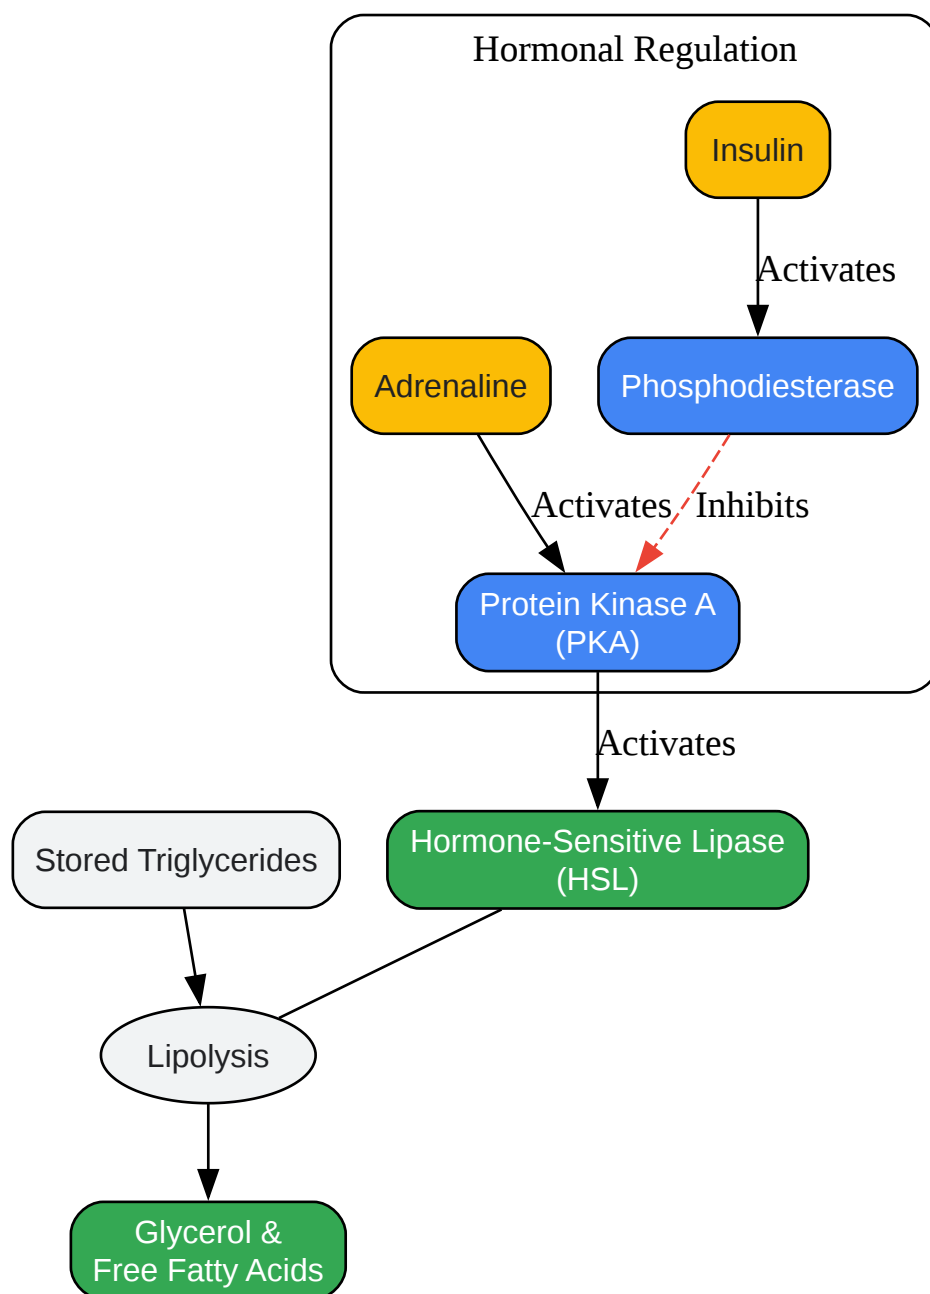 Hormonal Regulation
Insulin
Activates
Adrenaline
Phosphodiesterase
Activates
Inhibits
Protein Kinase A
(PKA)
Activates
Stored Triglycerides
Hormone-Sensitive Lipase
(HSL)
Lipolysis
Glycerol &
Free Fatty Acids